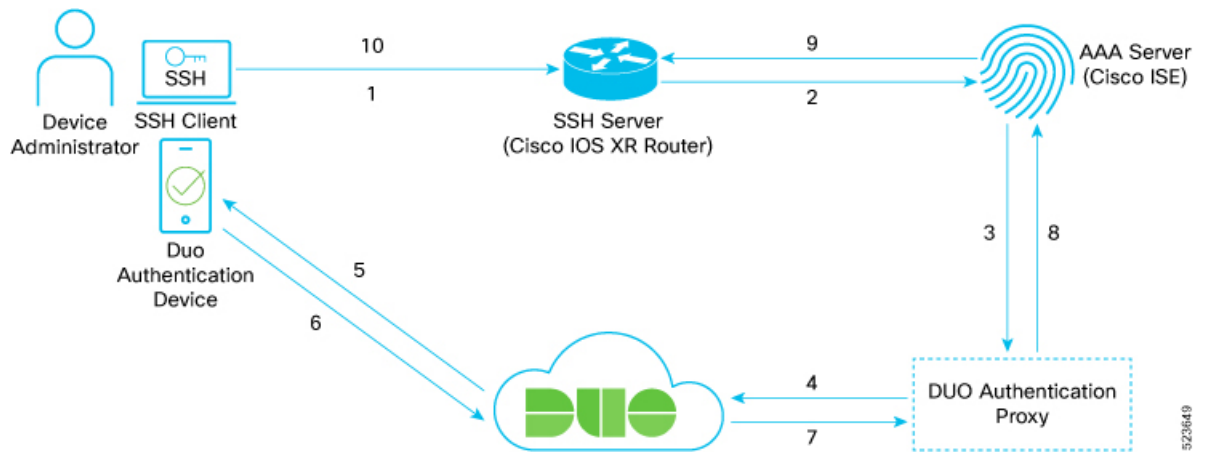 10
9
AAA Server
(Cisco ISE)
SSH
1
2
Device
Administrator
SSH Client
SSH Server
(Cisco IOS XR Router)
3
8
Duo
Authentication
Device
5
6
DUO
4
7
DUO Authentication
Proxy
523649